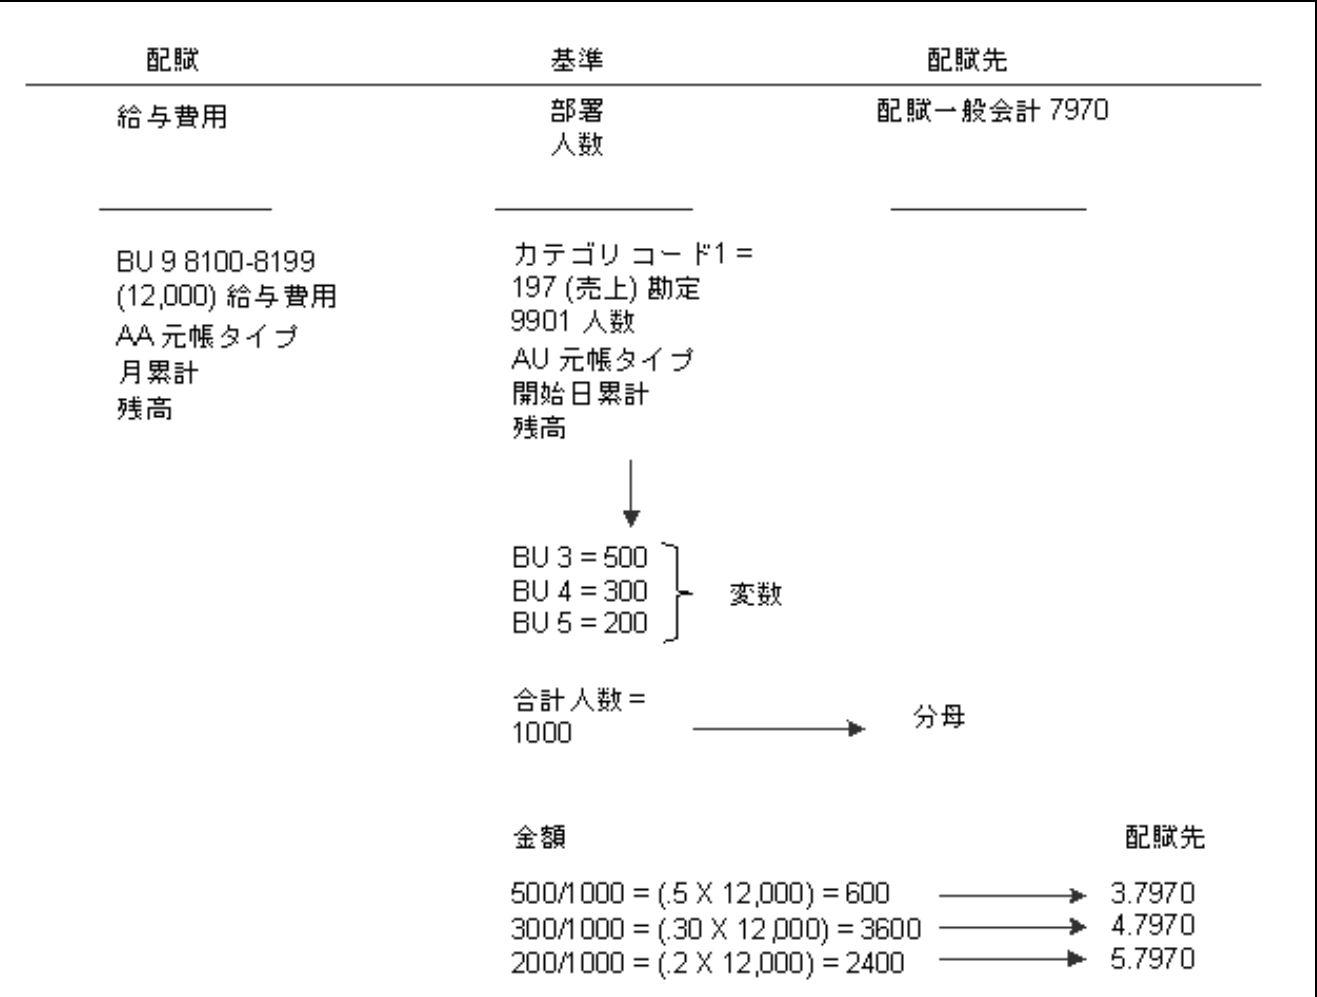 配賦 基準 配賦先
給与費用
部署
人数
配賦一般会計 7970
BU 9 8100-8199
(12,000) 給与費用
AA 元帳タイプ
月累計
残高
カテゴリ コード1 =
197 (売上) 勘定
9901 人数
AU 元帳タイプ
開始日累計
残高
BU 3 = 500
BU 4 = 300
BU 5 = 200
変数
合計人数 =
1000
分母
金額 配賦先
500/1000 = (.5 X 12,000) = 600 3.7970
300/1000 = (.30 X 12,000) = 3600 4.7970
200/1000 = (.2 X 12,000) = 2400 5.7970